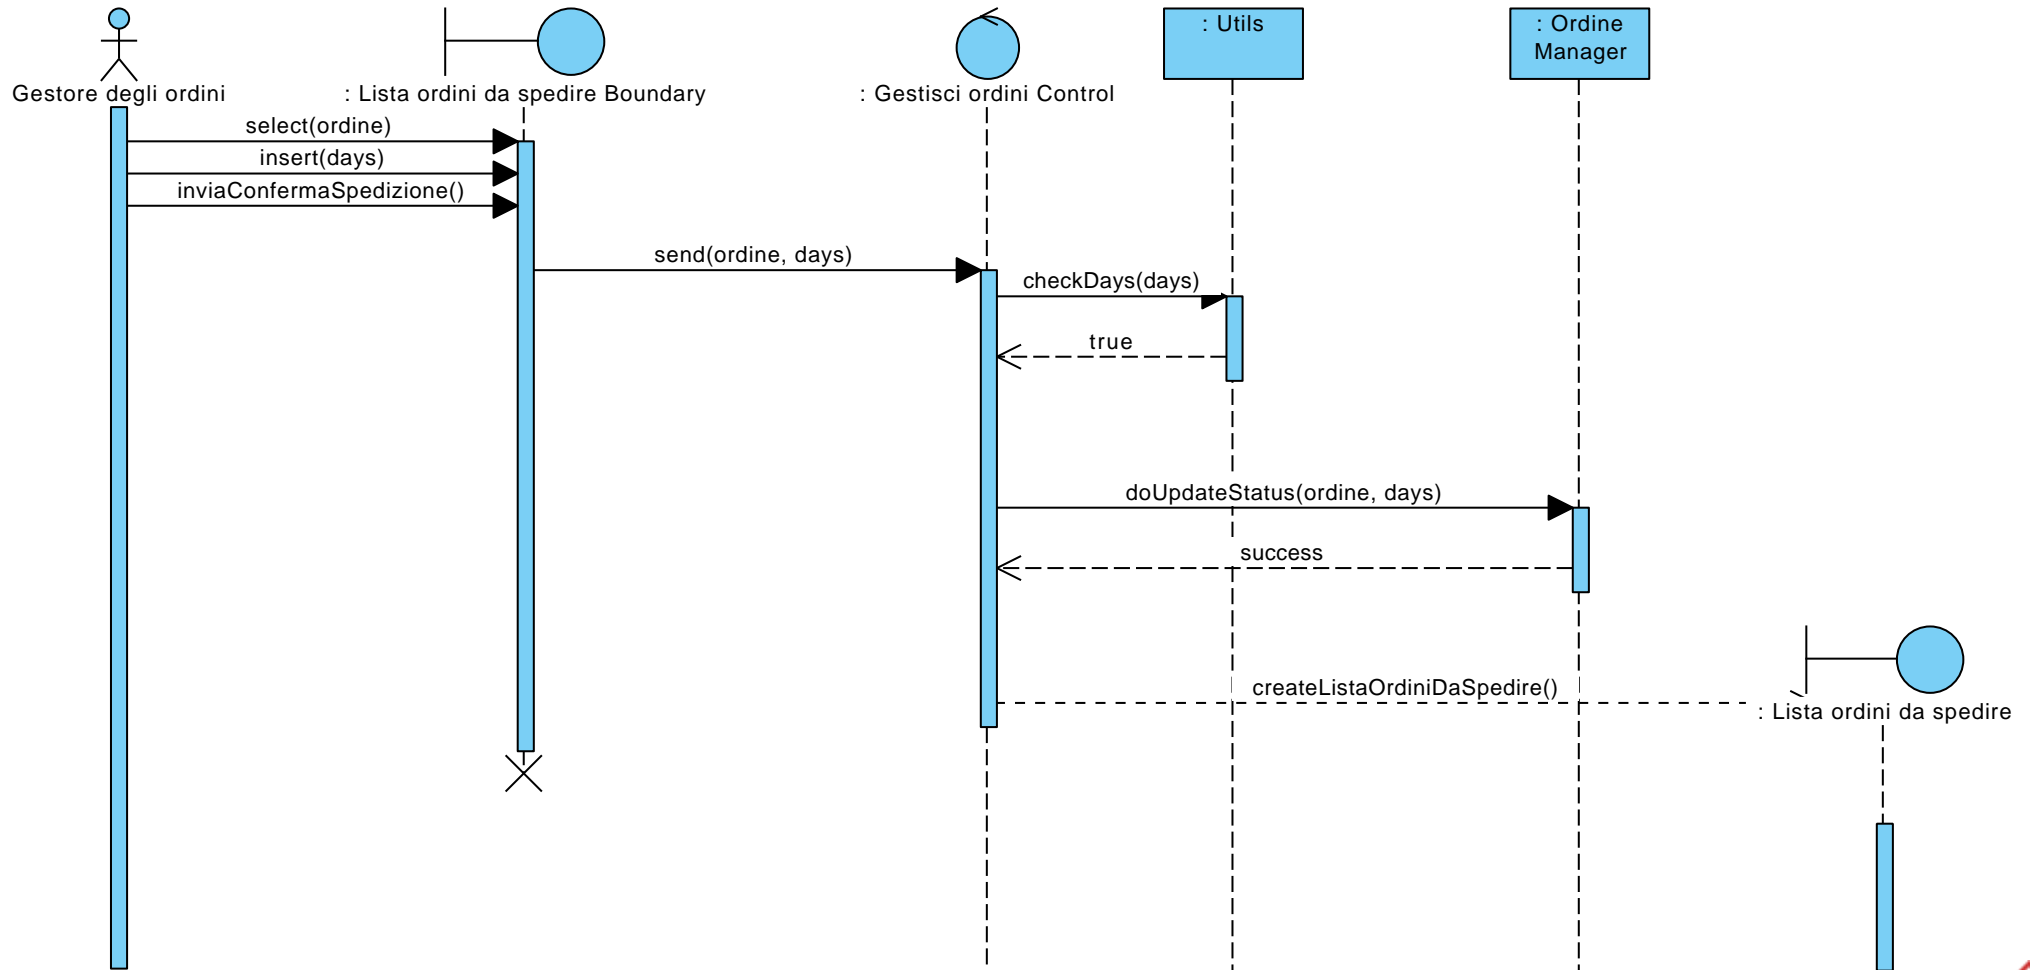 : Utils
: Ordine
Manager
Gestore degli ordini
: Lista ordini da spedire Boundary
: Gestisci ordini Control
select(ordine)
insert(days)
inviaConfermaSpedizione()
send(ordine, days)
checkDays(days)
true
doUpdateStatus(ordine, days)
success
createListaOrdiniDaSpedire()
: Lista ordini da spedire